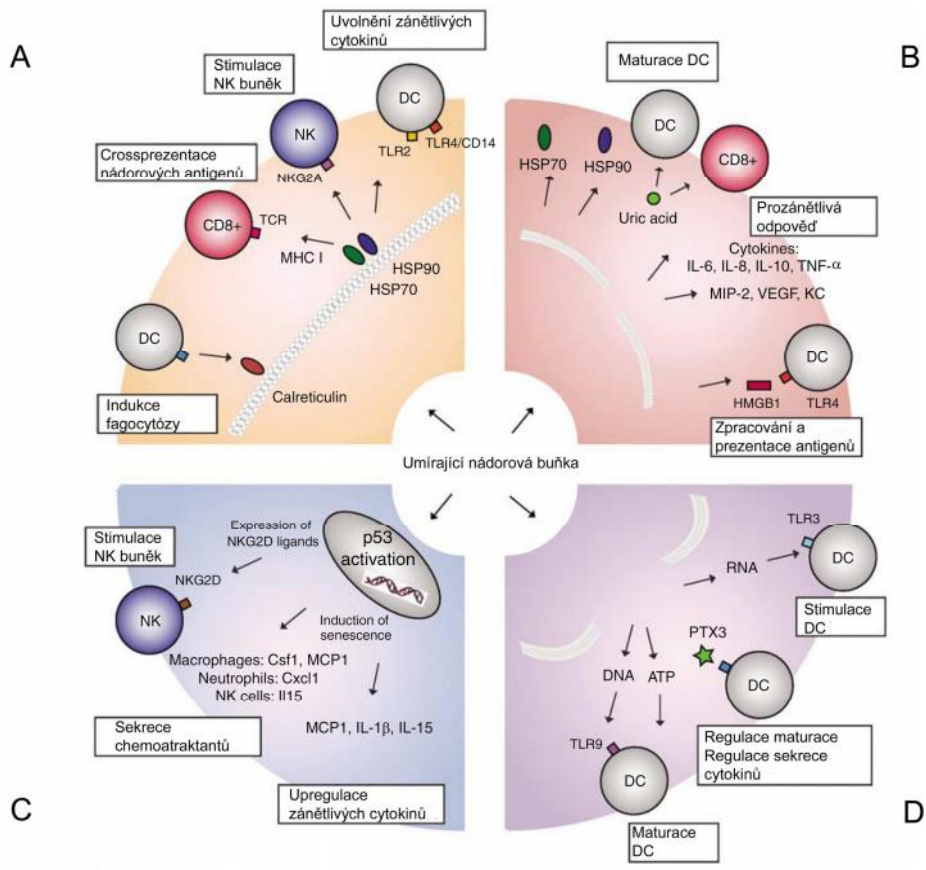 A
Uvolnění zánětlivých
cytokinů
Stimulace
NK buněk
DC
NK
TLR2
TLR4/CD14
NKG2A
Crossprezentace
nádorových antigenů
CD8+
TCR
MHC I
HSP90
HSP70
DC
Calreticulin
Indukce
fagocytózy
B
Maturace DC
DC
HSP70
HSP90
CD8+
Uric acid
Prozánětlivá
odpověď
Cytokines:
IL-6, IL-8, IL-10, TNF-α
MIP-2, VEGF, KC
DC
HMGB1
TLR4
Zpracování a
prezentace antigenů
Umírající nádorová buňka
Stimulace
NK buněk
Expression of
NKG2D ligands
p53
activation
NKG2D
NK
Induction of
senescence
Macrophages: Csf1, MCP1
Neutrophils: Cxcl1
NK cells: Il15
Sekrece
chemoatraktantů
MCP1, IL-1β, IL-15
Upregulace
zánětlivých cytokinů
C
TLR3
DC
RNA
Stimulace
DC
PTX3
DC
DNA
ATP
Regulace maturace
Regulace sekrece
cytokinů
TLR9
DC
Maturace
DC
D